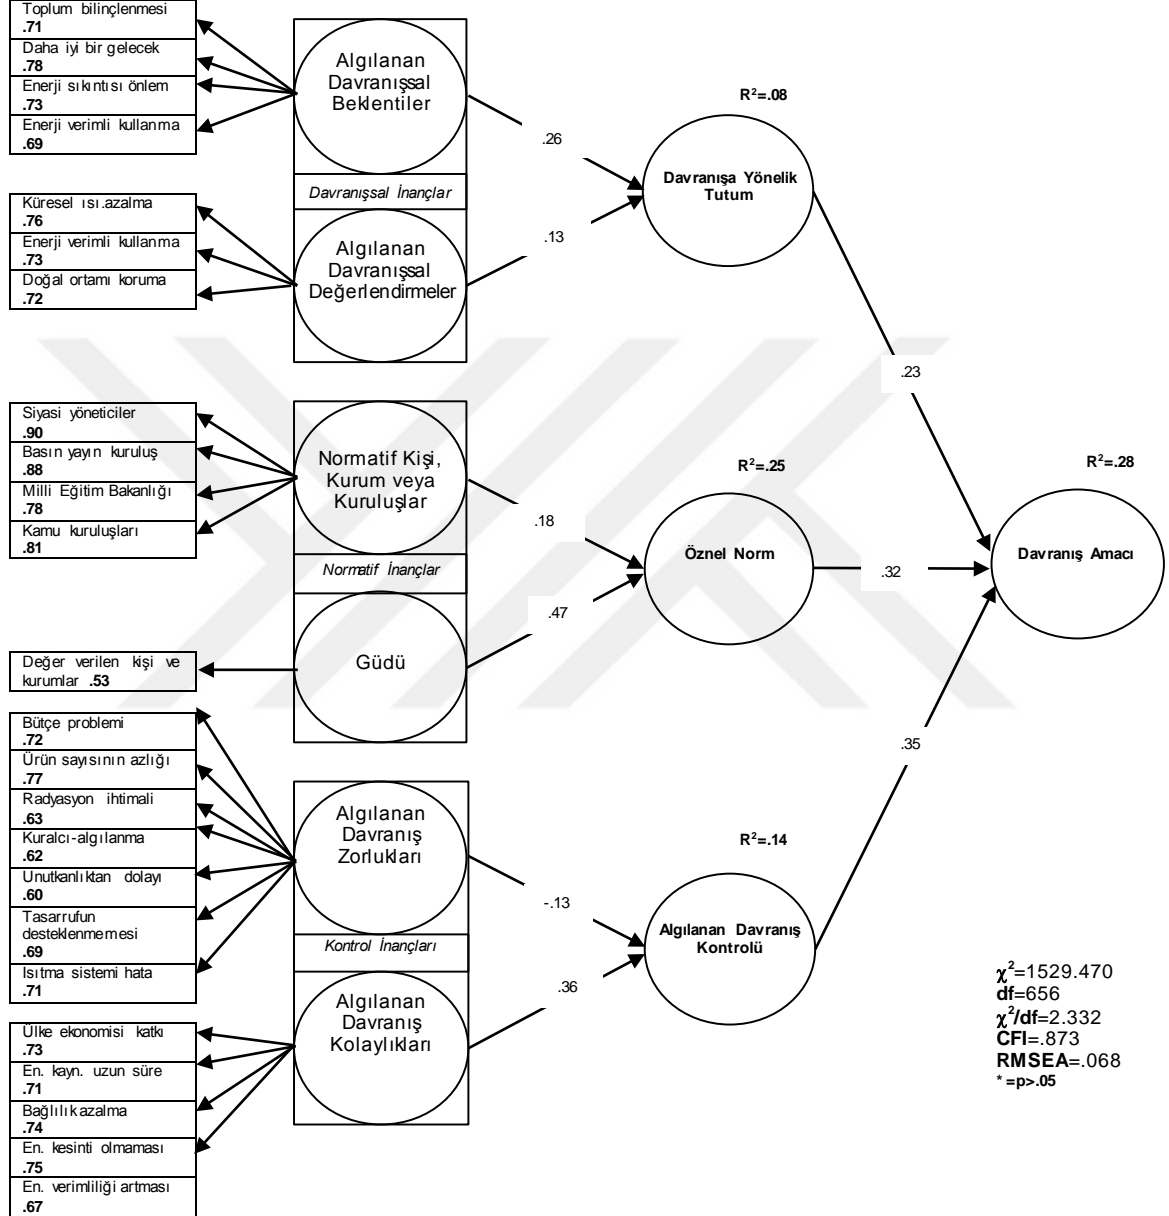 Toplum bilinçlenmesi
.71
Daha iyi bir gelecek
.78
Enerji sıkıntısı önlem
.73
Enerji verimli kullanma
.69
Algılanan
Davranışsal
Beklentiler
Davranışsal İnançlar
Küresel ısı.azalma
.76
Enerji verimli kullanma
.73
Doğal ortamı koruma
.72
Algılanan
Davranışsal
Değerlendirmeler
.26
.13
R²=.08
Davranışa Yönelik
Tutum
.23
Siyasi yöneticiler
.90
Basın yayın kuruluş
.88
Milli Eğitim Bakanlığı
.78
Kamu kuruluşları
.81
Normatif Kişi,
Kurum veya
Kuruluşlar
Normatif İnançlar
Güdü
Değer verilen kişi ve
kurumlar .53
.18
.47
R²=.25
Öznel Norm
.32
R²=.28
Davranış Amacı
Bütçe problemi
.72
Ürün sayısının azlığı
.77
Radyasyon ihtimali
.63
Kuralcı-algılanma
.62
Unutkanlıktan dolayı
.60
Tasarrufun
desteklenmemesi
.69
Isıtma sistemi hata
.71
Algılanan
Davranış
Zorlukları
Kontrol İnançları
Ülke ekonomisi katkı
.73
En. kayn. uzun süre
.71
Bağlılık azalma
.74
En. kesinti olmaması
.75
En. verimliliği artması
.67
Algılanan
Davranış
Kolaylıkları
-.13
.36
R²=.14
Algılanan Davranış
Kontrolü
.35
χ²=1529.470
df=656
χ²/df=2.332
CFI=.873
RMSEA=.068
*=p>.05